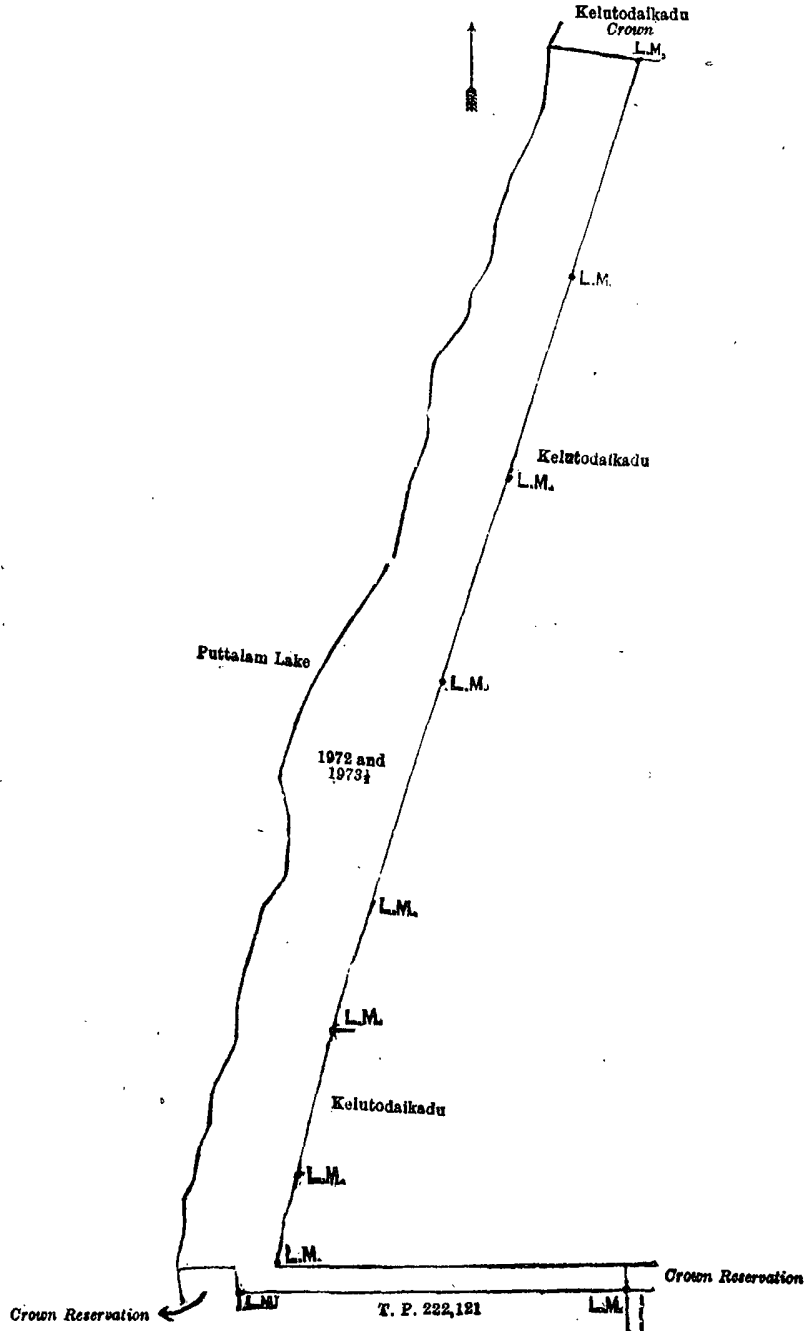 Kelutodaikadu
Crown
L.M.
L.M.
Kelutodaikadu
L.M.
Puttalam Lake
L.M.
1972 and
1973½
L.M.
L.M.
Kelutodaikadu
L.M.
L.M.
Crown Reservation
L.M.
T. P. 222,121
L.M.
Crown Reservation